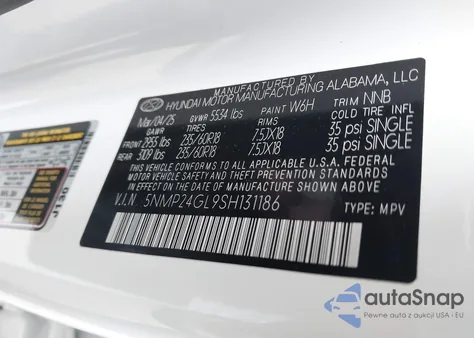 MANUFACTURED BY
HYUNDAI MOTOR MANUFACTURING ALABAMA, LLC
Mar/04/25 GVWR 5534 lbs PAINT W6H TRIM NNB
GAWR TIRES RIMS COLD TIRE INFL
FRONT 2955 lbs 235/60R18 7.5JX18 35 psi SINGLE
REAR 3109 lbs 235/60R18 7.5JX18 35 psi SINGLE
THIS VEHICLE CONFORMS TO ALL APPLICABLE U.S.A. FEDERAL
MOTOR VEHICLE SAFETY AND THEFT PREVENTION STANDARDS
IN EFFECT ON THE DATE OF MANUFACTURE SHOWN ABOVE.
V.I.N 5NMP24GL9SH131186 TYPE: MPV
autoSnap
Pewne auta z aukcji USA i EU